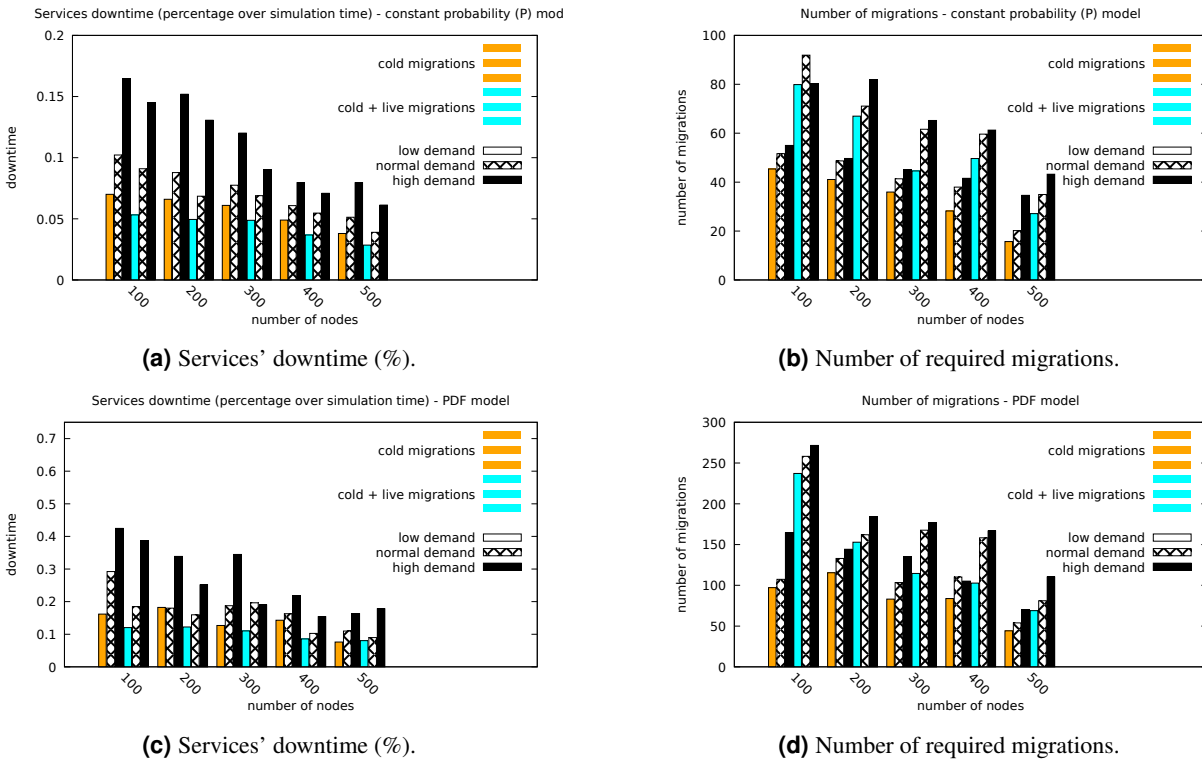 Services downtime (percentage over simulation time) - constant probability (P) mod
0.2
0.15
0.1
0.05
0
downtime
cold migrations
cold + live migrations
low demand
normal demand
high demand
100
200
300
400
500
number of nodes
(a) Services' downtime (%).
Number of migrations - constant probability (P) model
100
80
60
40
20
0
number of migrations
cold migrations
cold + live migrations
low demand
normal demand
high demand
100
200
300
400
500
number of nodes
(b) Number of required migrations.
Services downtime (percentage over simulation time) - PDF model
0.7
0.6
0.5
0.4
0.3
0.2
0.1
0
downtime
cold migrations
cold + live migrations
low demand
normal demand
high demand
100
200
300
400
500
number of nodes
(c) Services' downtime (%).
Number of migrations - PDF model
300
250
200
150
100
50
0
number of migrations
cold migrations
cold + live migrations
low demand
normal demand
high demand
100
200
300
400
500
number of nodes
(d) Number of required migrations.